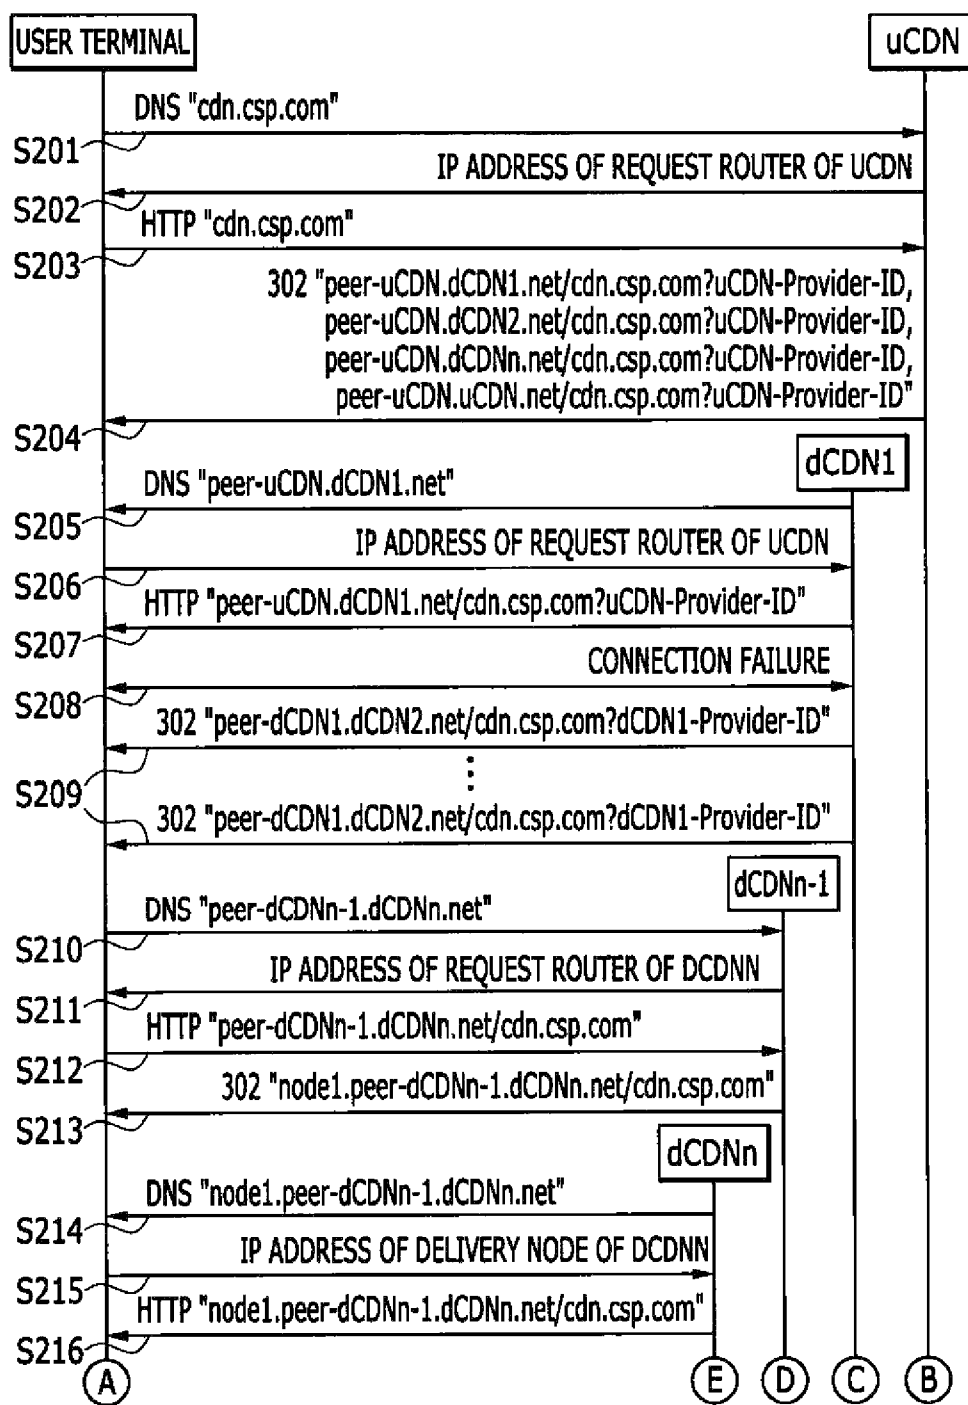 USER TERMINAL
uCDN
DNS "cdn.csp.com"
S201
IP ADDRESS OF REQUEST ROUTER OF UCDN
S202
HTTP "cdn.csp.com"
S203
302 "peer-uCDN.dCDN1.net/cdn.csp.com?uCDN-Provider-ID,
peer-uCDN.dCDN2.net/cdn.csp.com?uCDN-Provider-ID,
peer-uCDN.dCDNn.net/cdn.csp.com?uCDN-Provider-ID,
peer-uCDN.uCDN.net/cdn.csp.com?uCDN-Provider-ID"
S204
dCDN1
DNS "peer-uCDN.dCDN1.net"
S205
IP ADDRESS OF REQUEST ROUTER OF UCDN
S206
HTTP "peer-uCDN.dCDN1.net/cdn.csp.com?uCDN-Provider-ID"
S207
CONNECTION FAILURE
S208
302 "peer-dCDN1.dCDN2.net/cdn.csp.com?dCDN1-Provider-ID"
S209
302 "peer-dCDN1.dCDN2.net/cdn.csp.com?dCDN1-Provider-ID"
dCDNn-1
DNS "peer-dCDNn-1.dCDNn.net"
S210
IP ADDRESS OF REQUEST ROUTER OF DCDNN
S211
HTTP "peer-dCDNn-1.dCDNn.net/cdn.csp.com"
S212
302 "node1.peer-dCDNn-1.dCDNn.net/cdn.csp.com"
S213
dCDNn
DNS "node1.peer-dCDNn-1.dCDNn.net"
S214
IP ADDRESS OF DELIVERY NODE OF DCDNN
S215
HTTP "node1.peer-dCDNn-1.dCDNn.net/cdn.csp.com"
S216
A
E
D
C
B